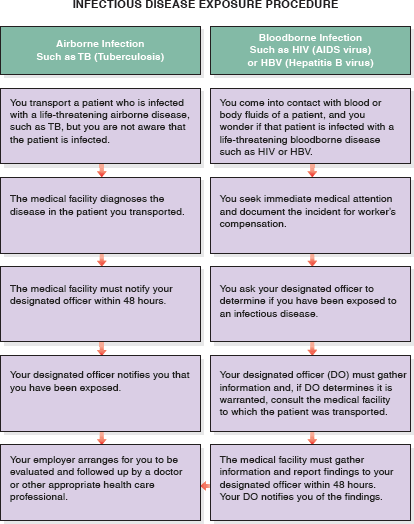 INFECTIOUS DISEASE EXPOSURE PROCEDURE
Airborne Infection
Such as TB (Tuberculosis)
You transport a patient who is infected
with a life-threatening airborne disease,
such as TB, but you are not aware that
the patient is infected.
The medical facility diagnoses the
disease in the patient you transported.
The medical facility must notify your
designated officer within 48 hours.
Your designated officer notifies you that
you have been exposed.
Your employer arranges for you to be
evaluated and followed up by a doctor
or other appropriate health care
professional.
Bloodborne Infection
Such as HIV (AIDS virus)
or HBV (Hepatitis B virus)
You come into contact with blood or
body fluids of a patient, and you
wonder if that patient is infected with a
life-threatening bloodborne disease
such as HIV or HBV.
You seek immediate medical attention
and document the incident for worker's
compensation.
You ask your designated officer to
determine if you have been exposed to
an infectious disease.
Your designated officer (DO) must gather
information and, if DO determines it is
warranted, consult the medical facility
to which the patient was transported.
The medical facility must gather
information and report findings to your
designated officer within 48 hours.
Your DO notifies you of the findings.